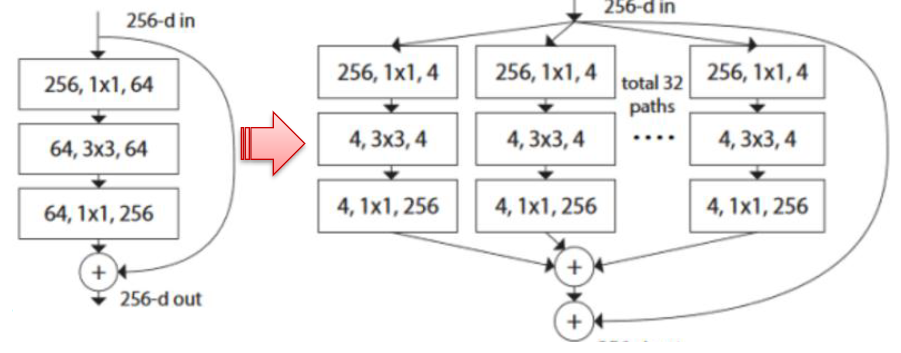 256-d in
256, 1x1, 64
64, 3x3, 64
64, 1x1, 256
+
256-d out
256-d in
256, 1x1, 4
256, 1x1, 4
total 32
paths
....
256, 1x1, 4
4, 3x3, 4
4, 3x3, 4
4, 3x3, 4
4, 1x1, 256
4, 1x1, 256
4, 1x1, 256
+
+